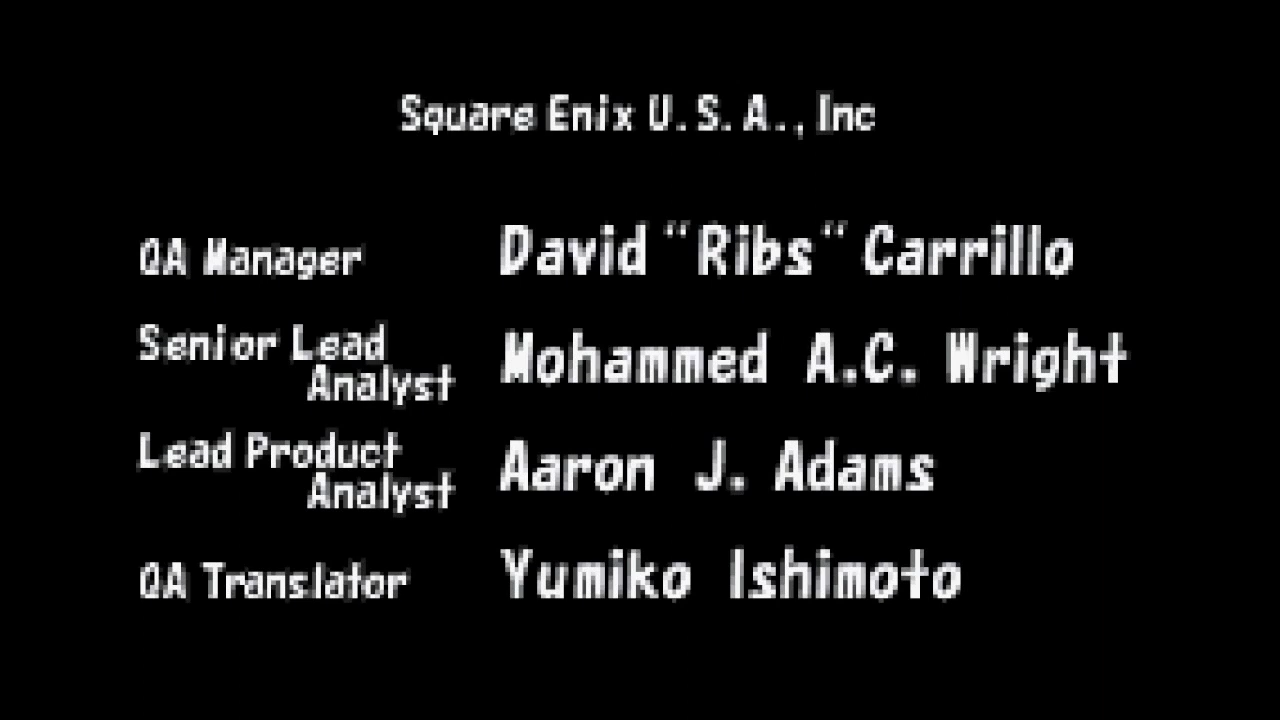 Square Enix U.S.A., Inc
QA Manager David "Ribs" Carrillo
Senior Lead
Analyst Mohammed A.C. Wright
Lead Product
Analyst Aaron J. Adams
QA Translator Yumiko Ishimoto